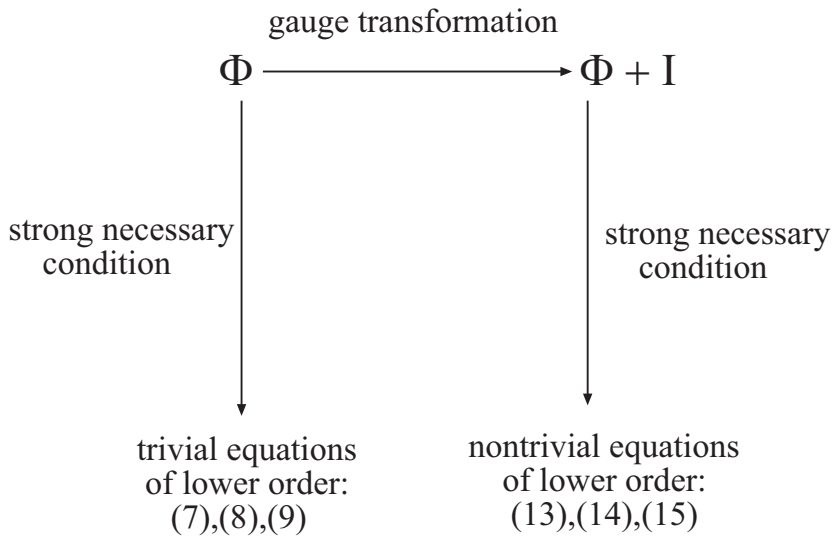 gauge transformation
Φ Φ + I
strong necessary
condition
strong necessary
condition
trivial equations
of lower order:
(7),(8),(9)
nontrivial equations
of lower order:
(13),(14),(15)